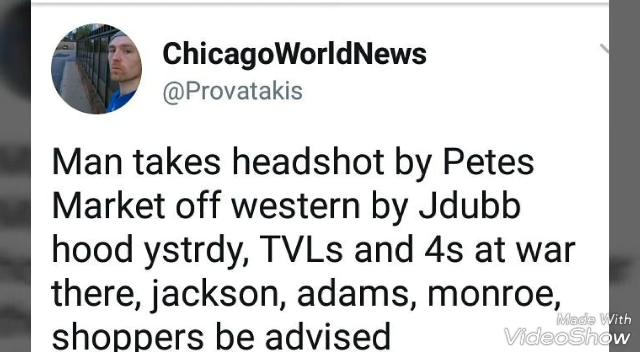 ChicagoWorldNews
@Provatakis
Man takes headshot by Petes
Market off western by Jdubb
hood ystrdy, TVLs and 4s at war
there, jackson, adams, monroe,
shoppers be advised
Made With
VideoShow